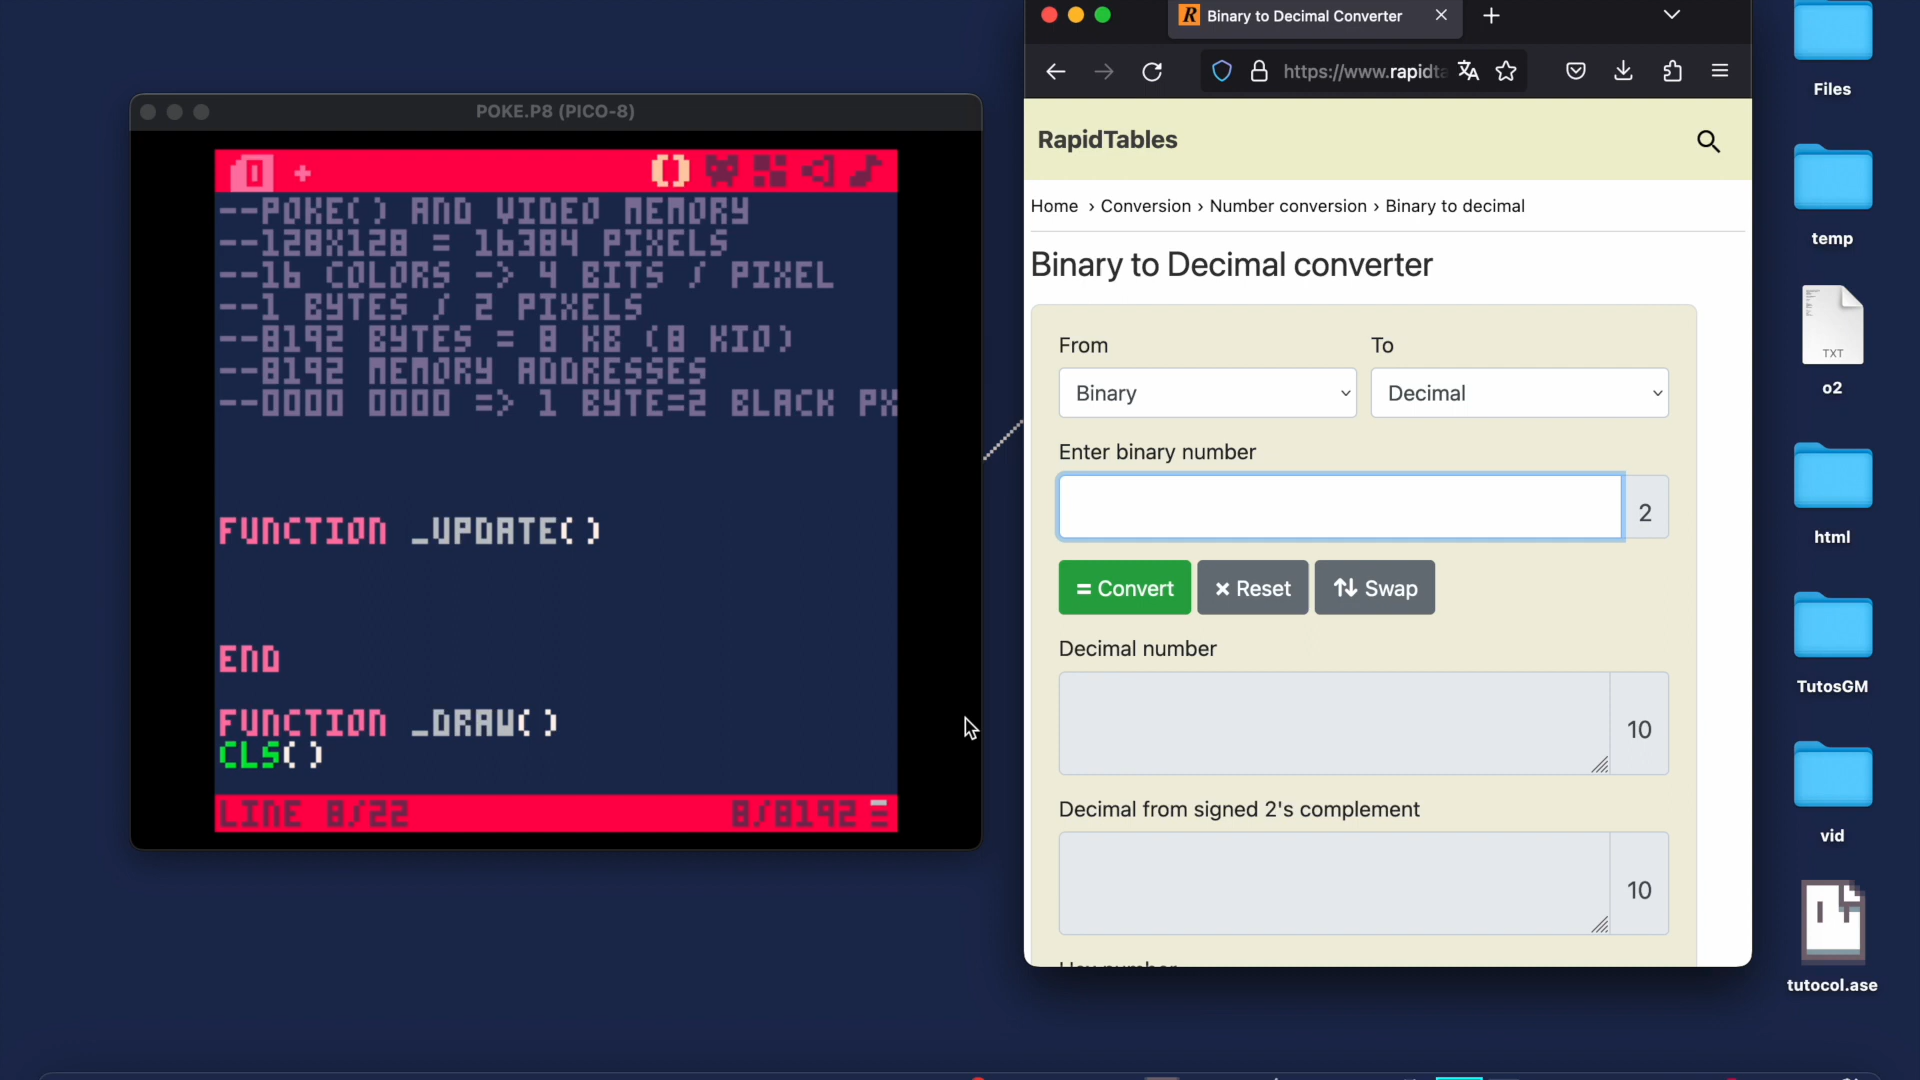 POKE.P8 (PICO-8)
--POKE() AND VIDEO MEMORY
--128X128 = 16384 PIXELS
--16 COLORS -> 4 BITS / PIXEL
--1 BYTES / 2 PIXELS
--8192 BYTES = 8 KB (8 KIO)
--8192 MEMORY ADDRESSES
--0000 0000 => 1 BYTE=2 BLACK PX
FUNCTION _UPDATE()
END
FUNCTION _DRAW()
CLS()
LINE 8/22
8/8192
Binary to Decimal Converter
https://www.rapidta
RapidTables
Home › Conversion › Number conversion › Binary to decimal
Binary to Decimal converter
From
To
Binary
Decimal
Enter binary number
2
= Convert
× Reset
Swap
Decimal number
10
Decimal from signed 2's complement
10
Files
temp
TXT
o2
html
TutosGM
vid
tutocol.ase